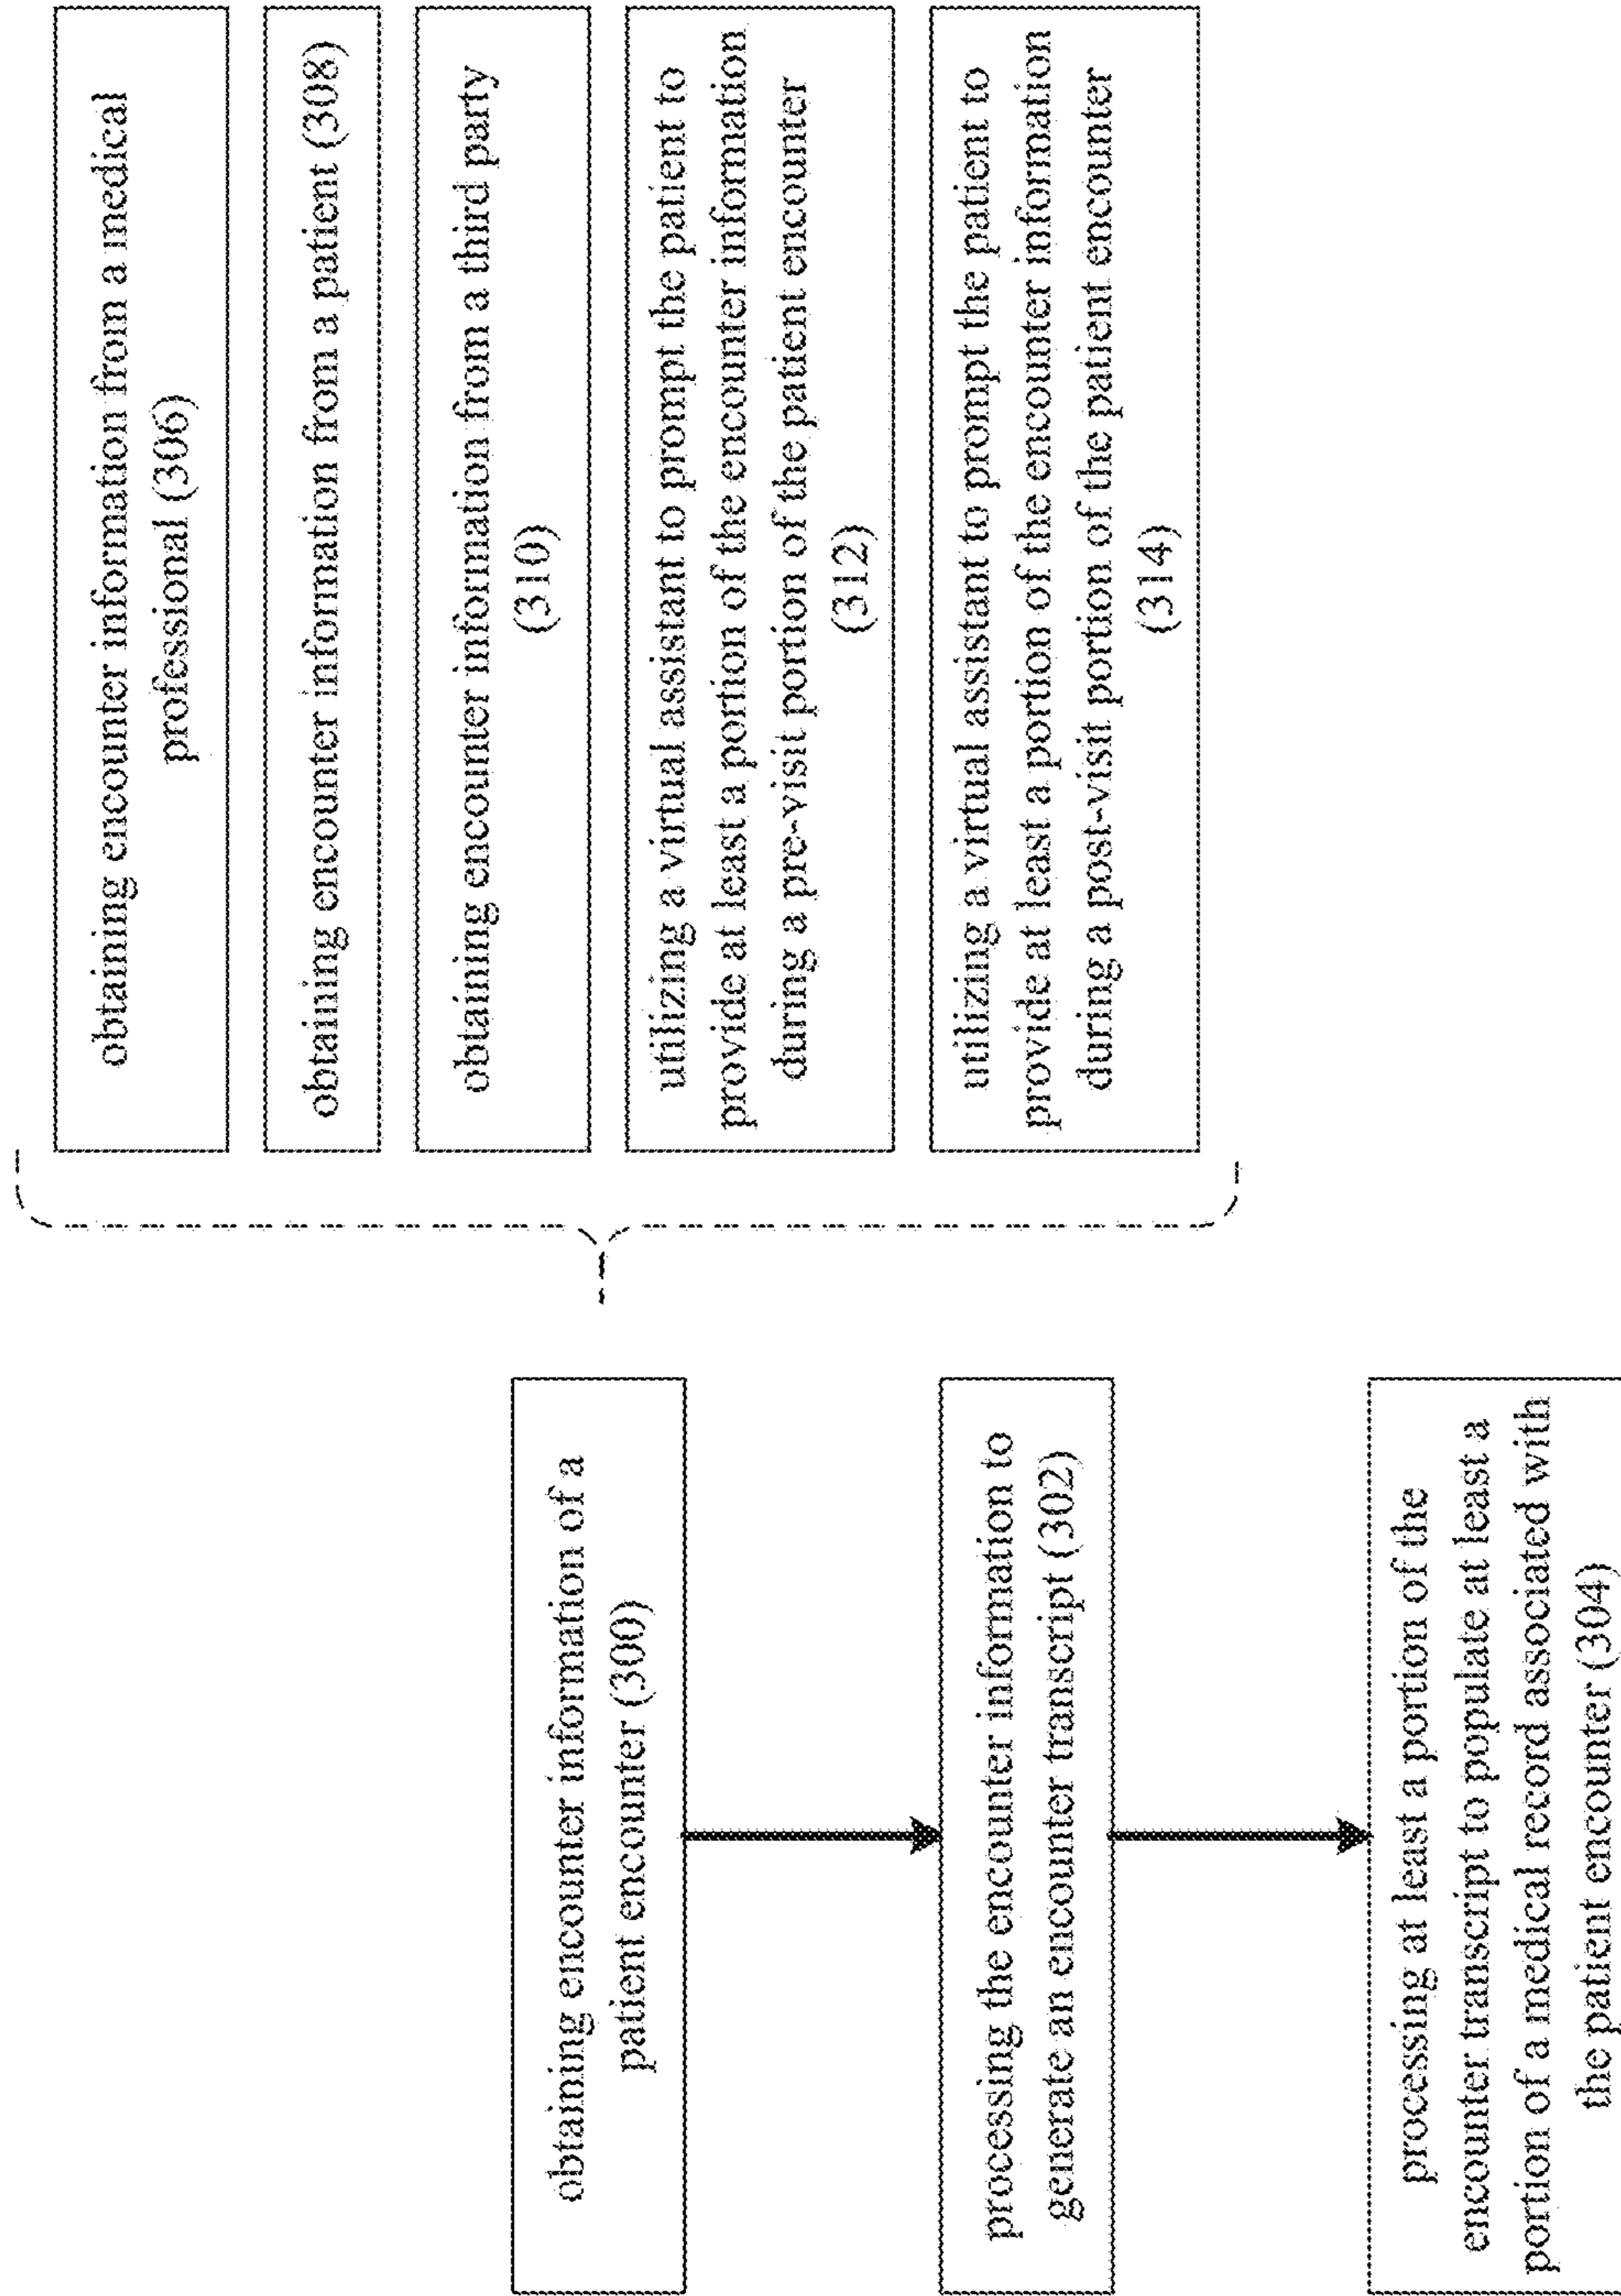 obtaining encounter information of a
patient encounter (300)
processing the encounter information to
generate an encounter transcript (302)
processing at least a portion of the
encounter transcript to populate at least a
portion of a medical record associated with
the patient encounter (304)
obtaining encounter information from a medical
professional (306)
obtaining encounter information from a patient (308)
obtaining encounter information from a third party
(310)
utilizing a virtual assistant to prompt the patient to
provide at least a portion of the encounter information
during a pre-visit portion of the patient encounter
(312)
utilizing a virtual assistant to prompt the patient to
provide at least a portion of the encounter information
during a post-visit portion of the patient encounter
(314)